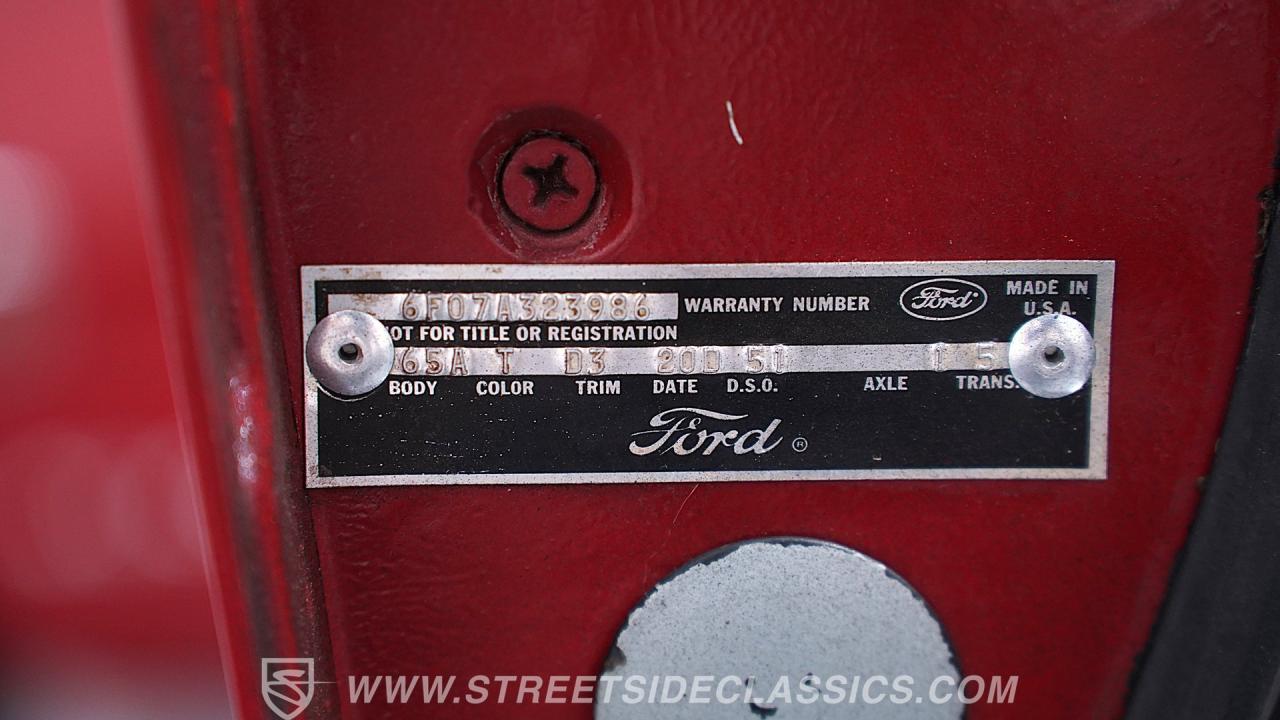 6F07A323986 WARRANTY NUMBER Ford MADE IN U.S.A.
OT FOR TITLE OR REGISTRATION
65A T D3 20D 51 1 5
BODY COLOR TRIM DATE D.S.O. AXLE TRANS.
Ford ®
WWW.STREETSIDECLASSICS.COM